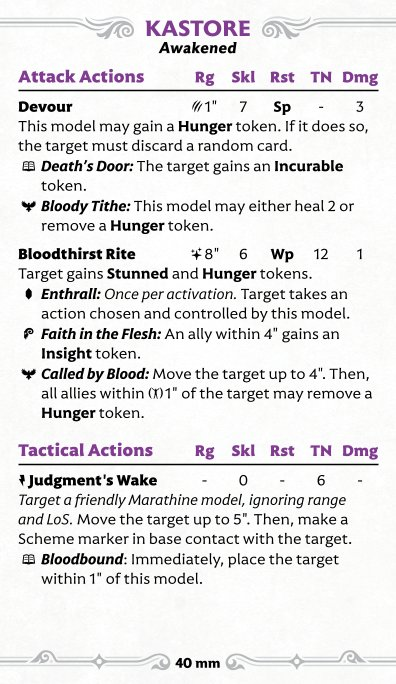 KASTORE
Awakened
Attack Actions Rg Skl Rst TN Dmg
Devour 1" 7 Sp - 3
This model may gain a Hunger token. If it does so,
the target must discard a random card.
Death's Door: The target gains an Incurable
token.
Bloody Tithe: This model may either heal 2 or
remove a Hunger token.
Bloodthirst Rite 8" 6 Wp 12 1
Target gains Stunned and Hunger tokens.
Enthrall: Once per activation. Target takes an
action chosen and controlled by this model.
Faith in the Flesh: An ally within 4" gains an
Insight token.
Called by Blood: Move the target up to 4". Then,
all allies within 1" of the target may remove a
Hunger token.
Tactical Actions Rg Skl Rst TN Dmg
Judgment's Wake - 0 - 6 -
Target a friendly Marathine model, ignoring range
and LoS. Move the target up to 5". Then, make a
Scheme marker in base contact with the target.
Bloodbound: Immediately, place the target
within 1" of this model.
40 mm